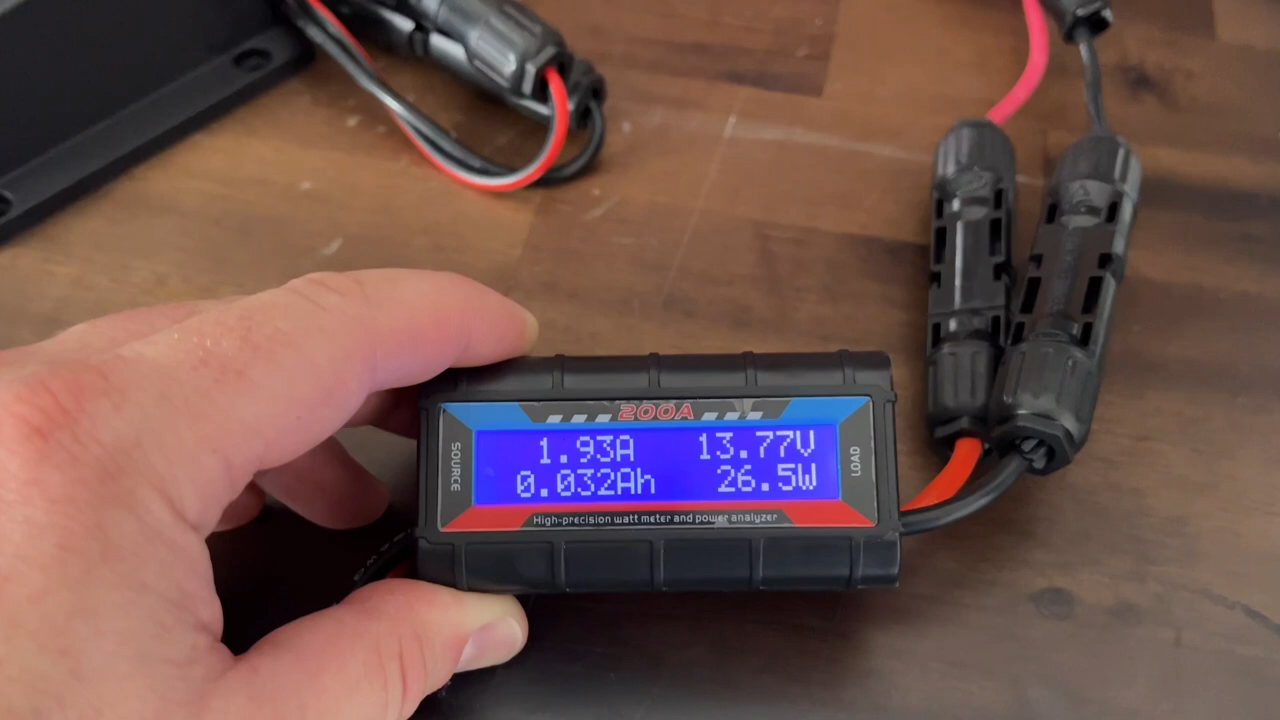 200A
SOURCE
1.93A 13.77V
0.032Ah 26.5W
LOAD
High-precision watt meter and power analyzer